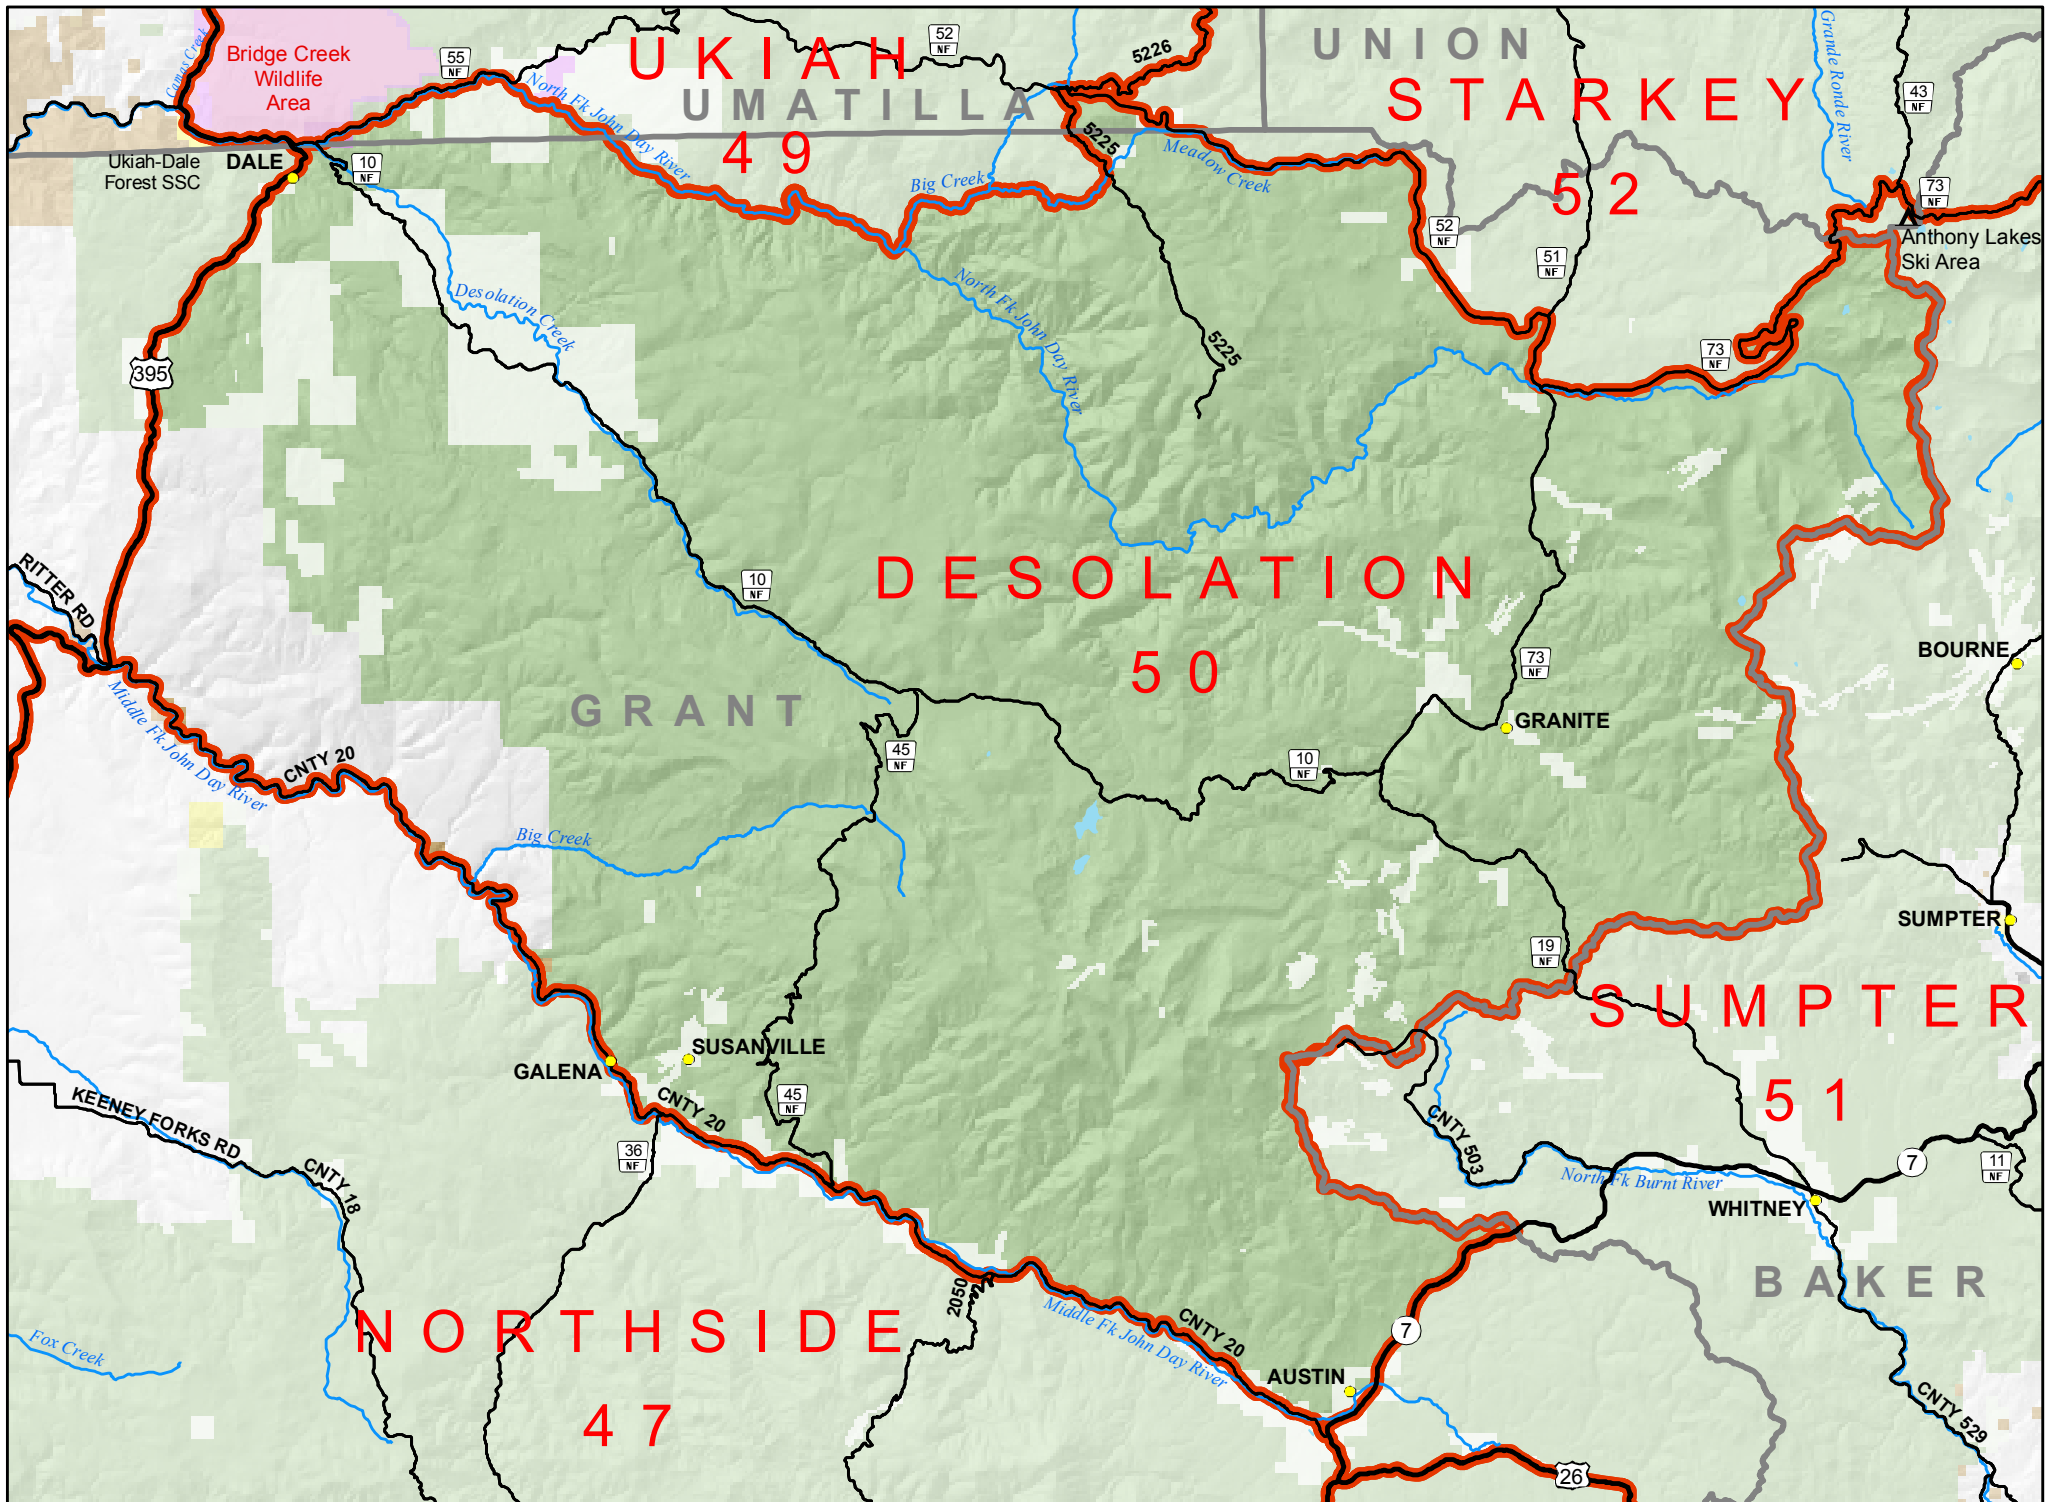 Camas Creek
Bridge Creek
Wildlife
Area
55
NF
UKIAH
52
NF
5226
UNION
STARKEY
Grande Ronde River
43
NF
North Fk John Day River
UMATILLA
49
5225
Meadow Creek
52
Ukiah-Dale
Forest SSC
DALE
10
NF
Big Creek
73
NF
52
NF
51
NF
Anthony Lakes
Ski Area
Desolation Creek
North Fk John Day River
5225
395
73
NF
RITTER RD
10
NF
DESOLATION
50
BOURNE
73
NF
GRANITE
Middle Fk John Day River
GRANT
CNTY 20
45
NF
10
NF
Big Creek
SUMPTER
19
NF
SUMPTER
51
SUSANVILLE
GALENA
CNTY 20
45
NF
KEENEY FORKS RD
CNTY 18
36
NF
CNTY 503
North Fk Burnt River
7
11
NF
WHITNEY
BAKER
2050
NORTHSIDE
47
Middle Fk John Day River
CNTY 20
7
Fox Creek
AUSTIN
CNTY 529
26